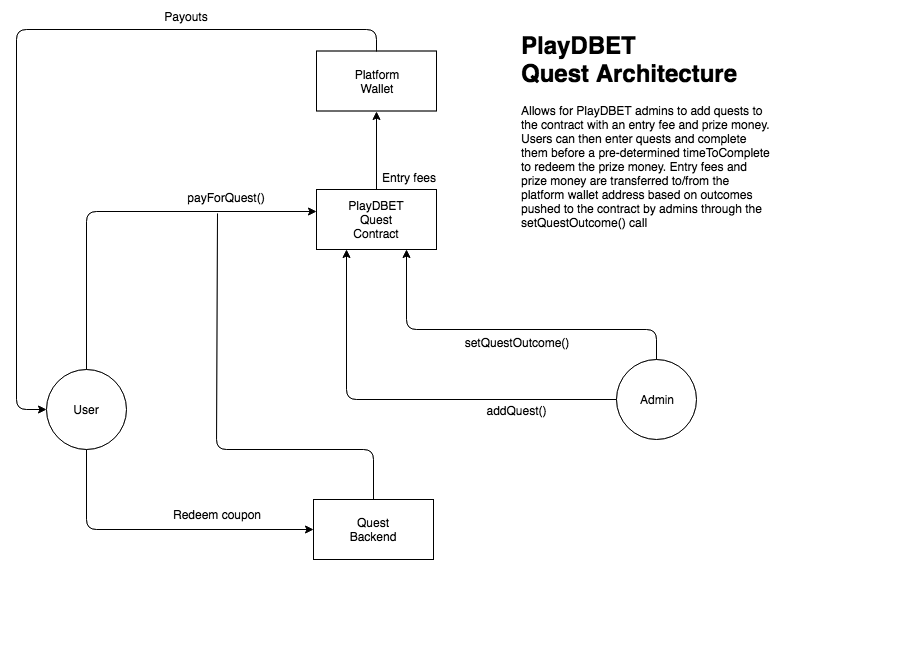 Payouts
PlayDBET
Quest Architecture
Platform
Wallet
Allows for PlayDBET admins to add quests to
the contract with an entry fee and prize money.
Users can then enter quests and complete
them before a pre-determined timeToComplete
to redeem the prize money. Entry fees and
prize money are transferred to/from the
platform wallet address based on outcomes
pushed to the contract by admins through the
setQuestOutcome() call
Entry fees
payForQuest()
PlayDBET
Quest
Contract
setQuestOutcome()
User
Admin
addQuest()
Redeem coupon
Quest
Backend